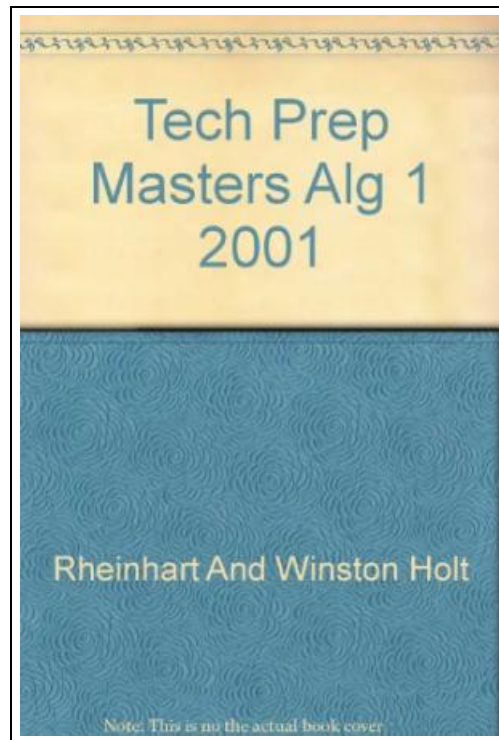 Tech Prep
Masters Alg 1
2001
Rheinhart And Winston Holt
Note: This is no the actual book cover